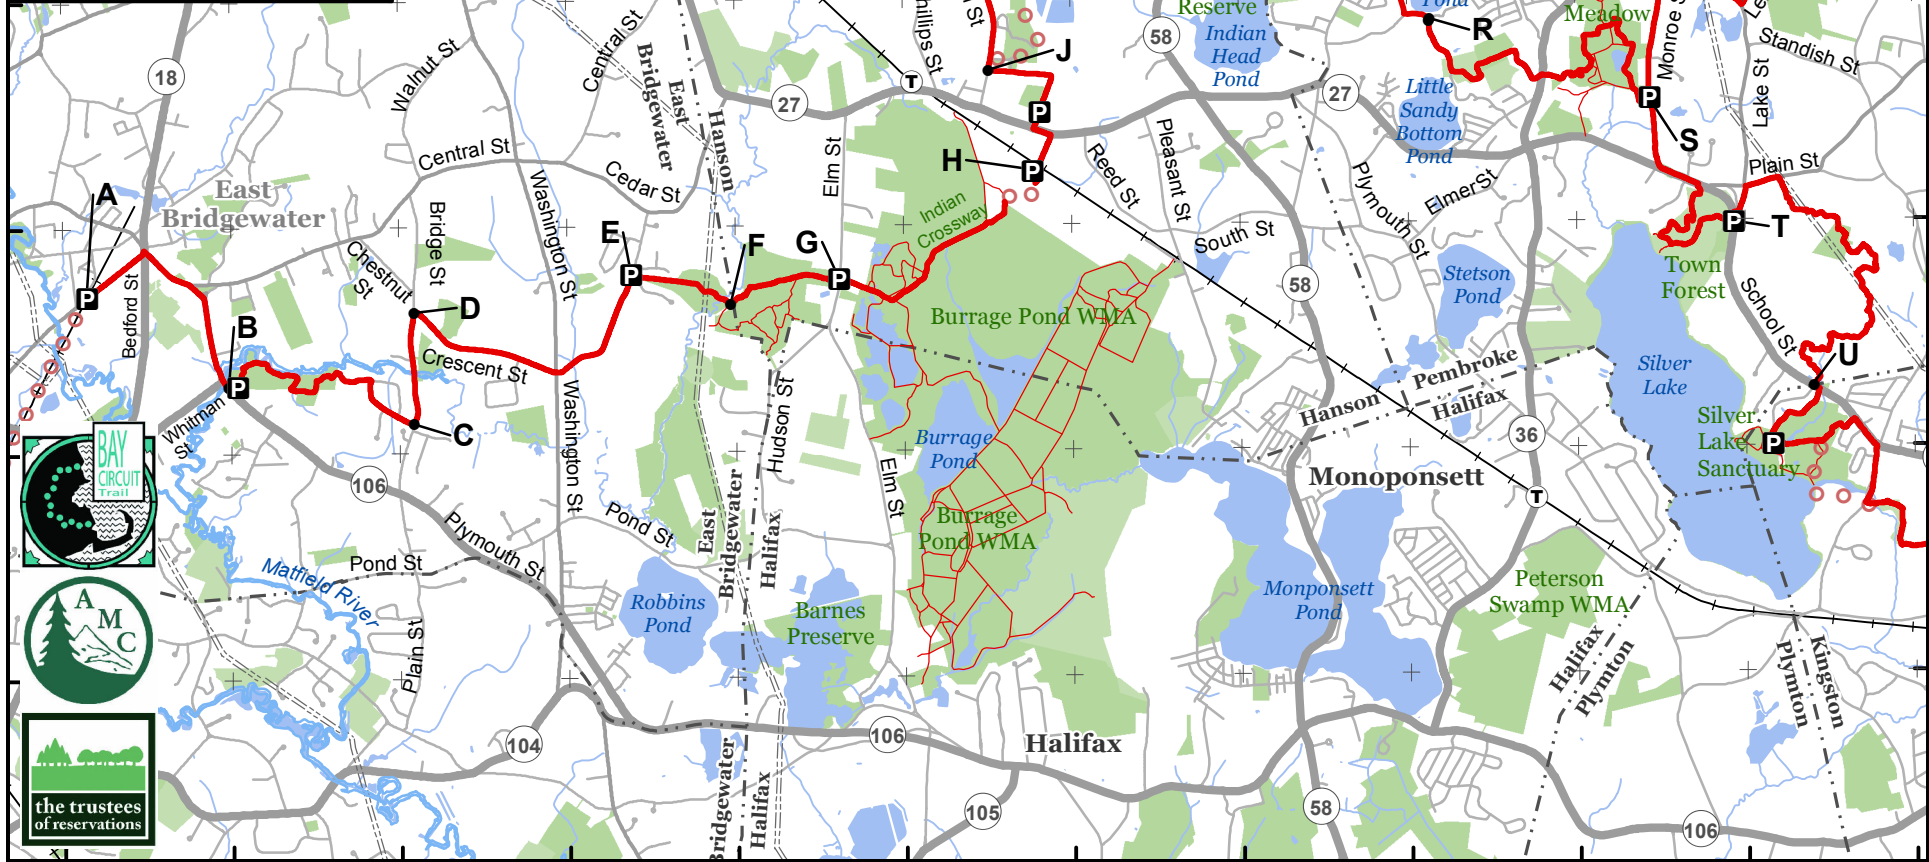 Reserve
Indian
Head
Pond
58
Pond
R
Meadow
Monroe S
Standish St
Lake St
18
Walnut St
Central St
East
Bridgewater
Hanson
27
hillips St
T
J
P
27
Little
Sandy
Bottom
Pond
P
S
Plain St
Central St
Cedar St
Elm St
H
P
Reed St
Pleasant St
Plymouth St
Elmer St
A
East
Bridgewater
Washington St
Bridge St
Chestnut
St
Indian
Crossway
South St
P
T
Town
Forest
E
P
F
G
P
P
Bedford St
D
58
Stetson
Pond
School St
B
P
Crescent St
Burrage Pond WMA
Pembroke
Halifax
Hanson
Silver
Lake
U
C
Whitman
St
Washington St
Hudson St
Elm St
Burrage
Pond
36
Monoponsett
T
Silver
Lake
Sanctuary
P
BAY
CIRCUIT
Trail
106
Plymouth St
Pond St
East
Bridgewater
Halifax
Burrage
Pond WMA
Pond St
Matfield River
Plain St
Robbins
Pond
Barnes
Preserve
Monponsett
Pond
Peterson
Swamp WMA
Halifax
Plympton
Plympton
Kingston
A
M
C
104
106
Halifax
the trustees
of reservations
Bridgewater
Halifax
105
58
106